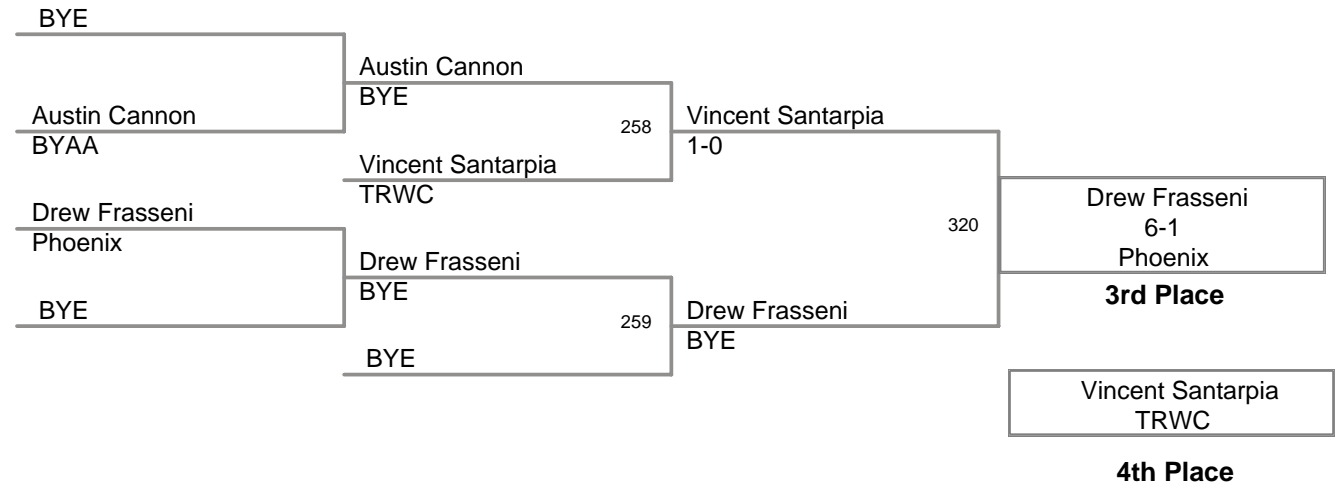 BYE
Austin Cannon
BYE
Austin Cannon
BYAA
258
Vincent Santarpia
1-0
Vincent Santarpia
TRWC
Drew Frasseni
Phoenix
320
Drew Frasseni
6-1
Phoenix
3rd Place
Drew Frasseni
BYE
BYE
259
Drew Frasseni
BYE
BYE
Vincent Santarpia
TRWC
4th Place